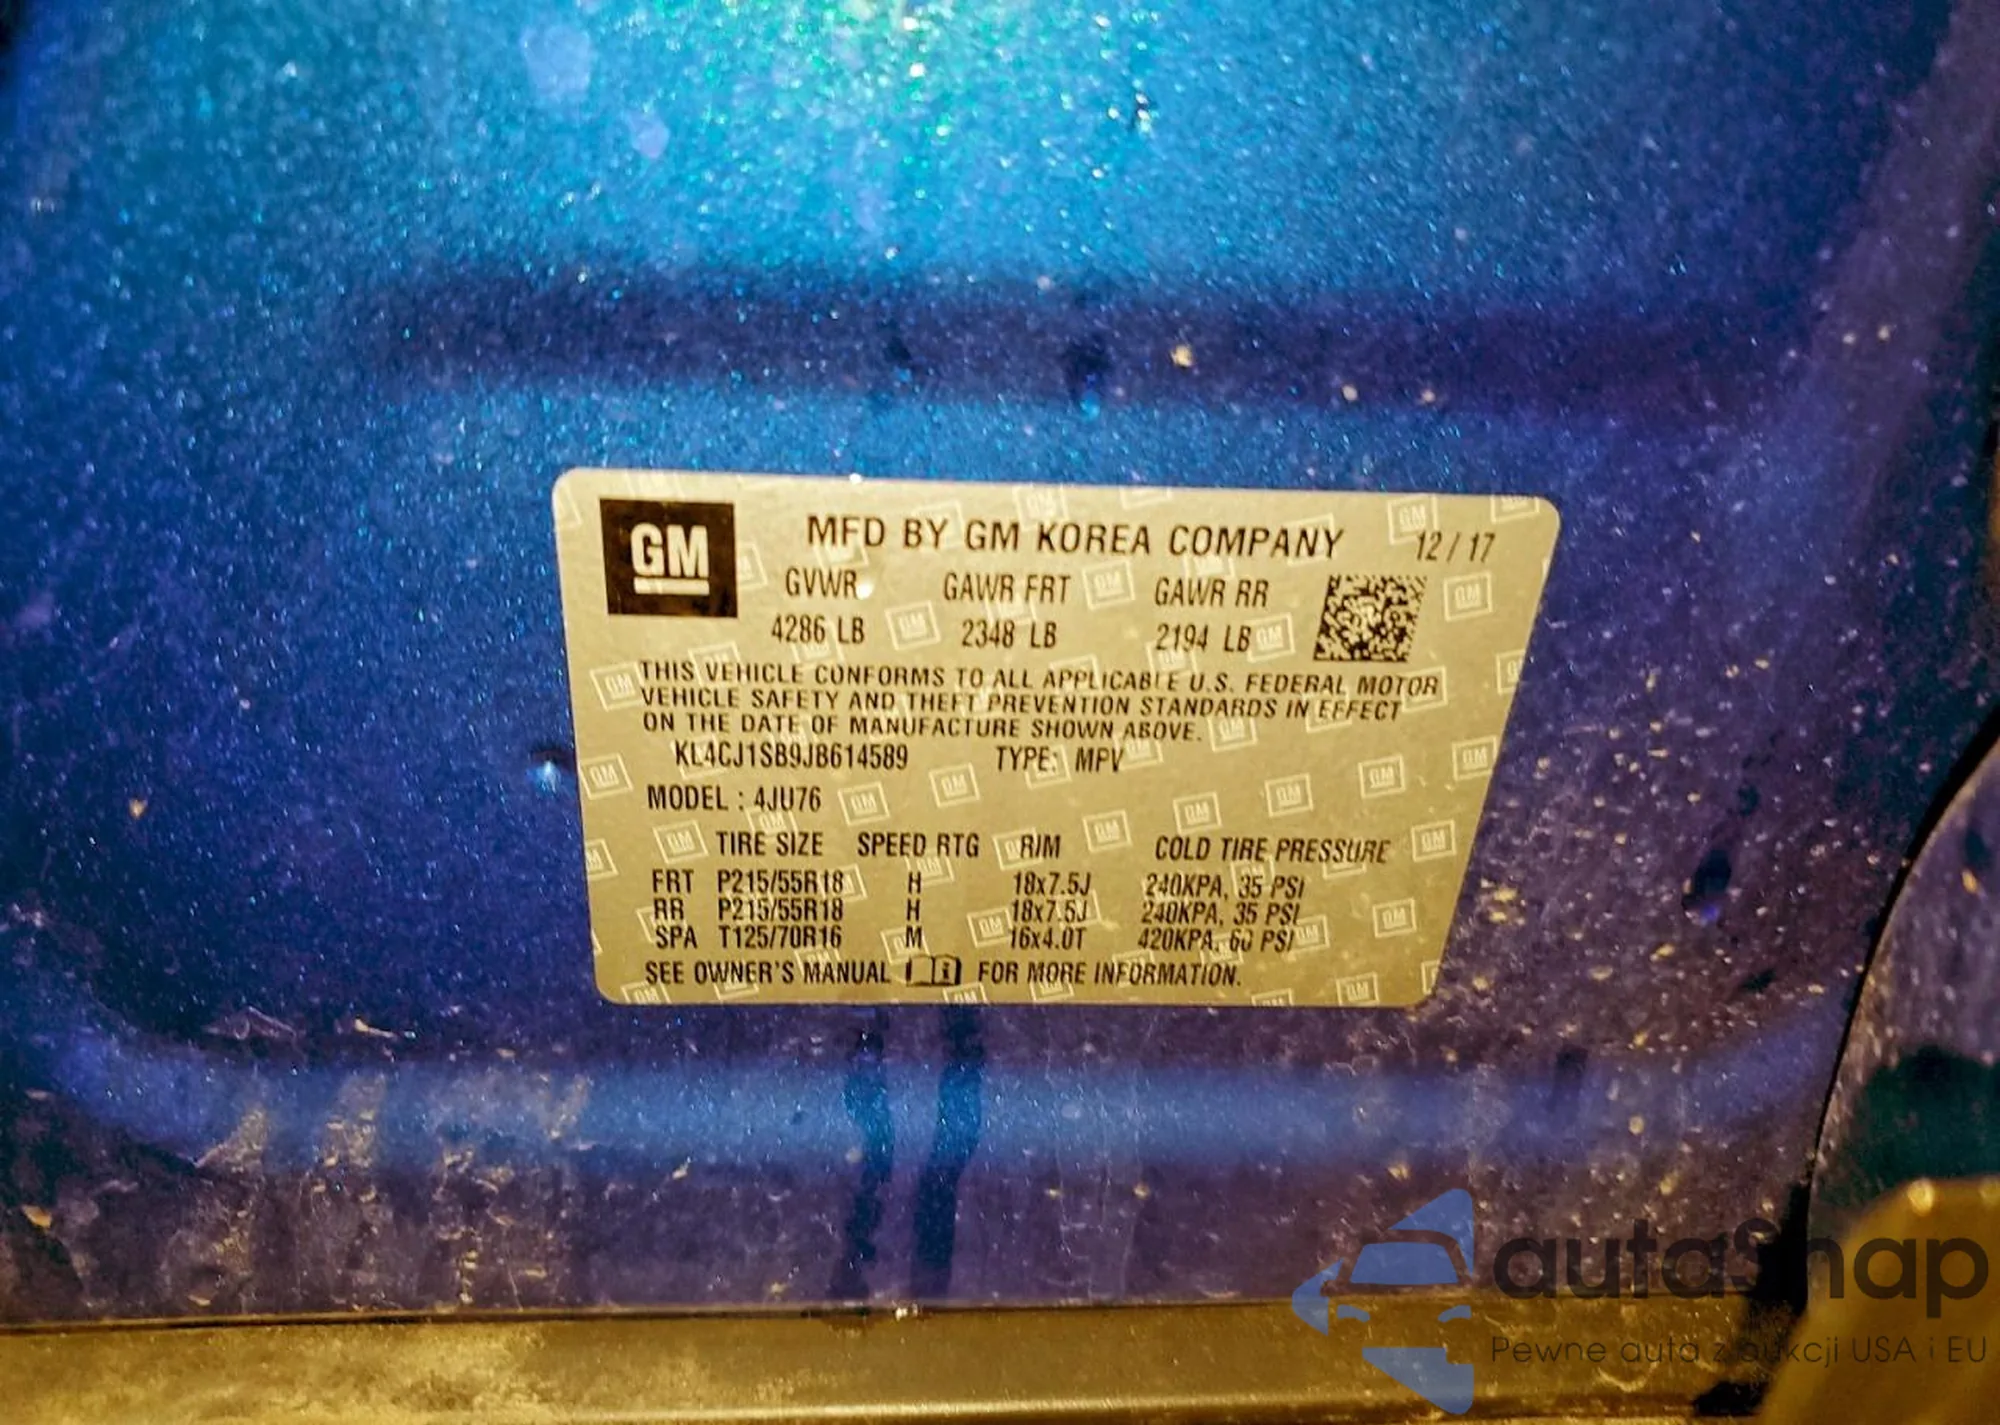 GM
MFD BY GM KOREA COMPANY 12/17
GVWR GAWR FRT GAWR RR
4286 LB 2348 LB 2194 LB
THIS VEHICLE CONFORMS TO ALL APPLICABLE U.S. FEDERAL MOTOR
VEHICLE SAFETY AND THEFT PREVENTION STANDARDS IN EFFECT
ON THE DATE OF MANUFACTURE SHOWN ABOVE.
KL4CJ1SB9JB614589 TYPE: MPV
MODEL : 4JU76
TIRE SIZE SPEED RTG RIM COLD TIRE PRESSURE
FRT P215/55R18 H 18x7.5J 240KPA, 35 PSI
RR P215/55R18 H 18x7.5J 240KPA, 35 PSI
SPA T125/70R16 M 16x4.0T 420KPA, 60 PSI
SEE OWNER'S MANUAL FOR MORE INFORMATION.
autaSnap
Pewne auta z aukcji USA i EU